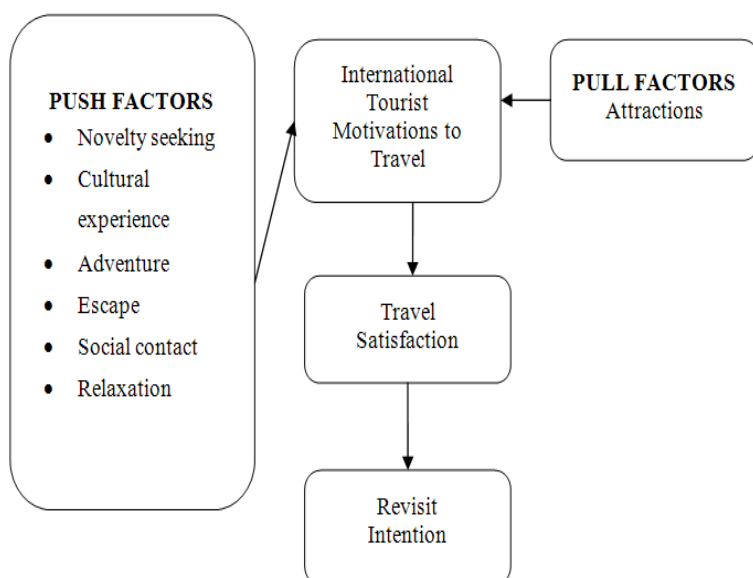 PUSH FACTORS
• Novelty seeking
• Cultural
experience
• Adventure
• Escape
• Social contact
• Relaxation
International
Tourist
Motivations to
Travel
PULL FACTORS
Attractions
Travel
Satisfaction
Revisit
Intention